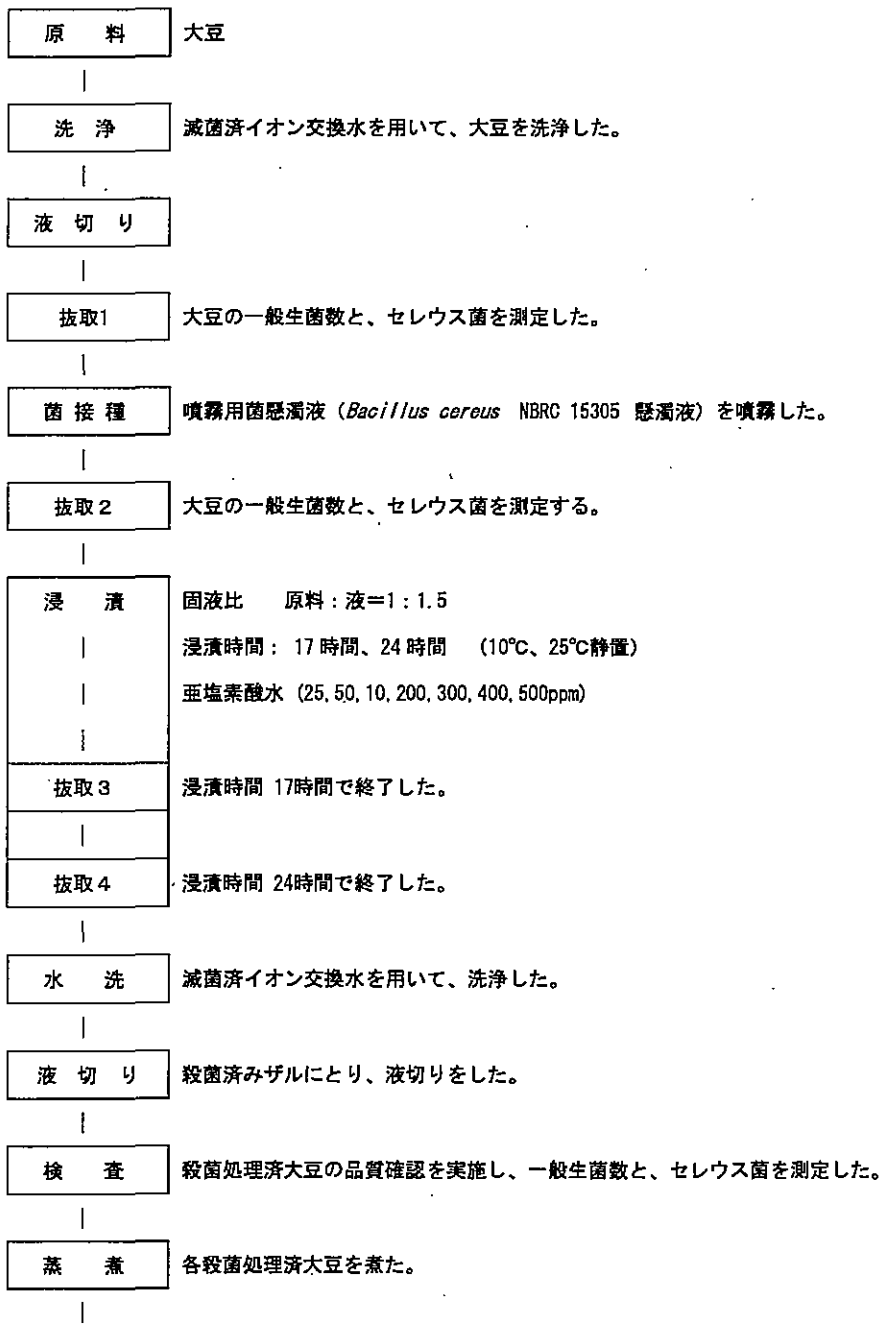 原 料 大豆
洗 浄 滅菌済イオン交換水を用いて、大豆を洗浄した。
液 切 り
抜取1 大豆の一般生菌数と、セレウス菌を測定した。
菌 接 種 噴霧用菌懸濁液 (Bacillus cereus NBRC 15305 懸濁液) を噴霧した。
抜取2 大豆の一般生菌数と、セレウス菌を測定する。
浸 漬 固液比 原料:液=1:1.5
浸漬時間: 17時間、24時間 (10℃、25℃静置)
亜塩素酸水 (25, 50, 10, 200, 300, 400, 500ppm)
抜取3 浸漬時間 17時間で終了した。
抜取4 浸漬時間 24時間で終了した。
水 洗 滅菌済イオン交換水を用いて、洗浄した。
液 切 り 殺菌済みザルにとり、液切りをした。
検 査 殺菌処理済大豆の品質確認を実施し、一般生菌数と、セレウス菌を測定した。
蒸 煮 各殺菌処理済大豆を煮た。